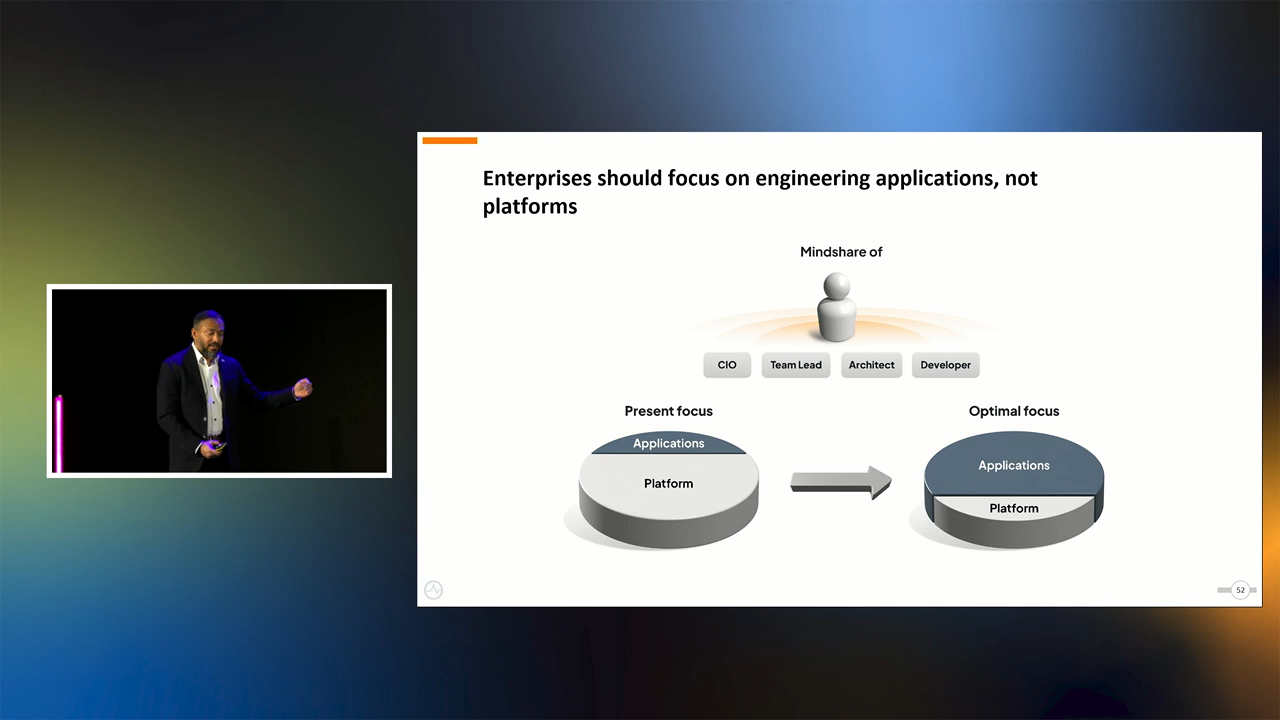 Enterprises should focus on engineering applications, not
platforms
Mindshare of
CIO
Team Lead
Architect
Developer
Present focus
Optimal focus
Applications
Platform
Applications
Platform
52